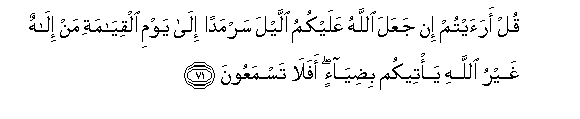 قُلْ أَرَءَيْتُمْ إِن جَعَلَ ٱللَّهُ عَلَيْكُمُ ٱلَّيْلَ سَرْمَدًا إِلَىٰ يَوْمِ ٱلْقِيَـٰمَةِ مَنْ إِلَـٰهٌ
غَيْرُ ٱللَّهِ يَأْتِيكُم بِضِيَآءٍ ۖ أَفَلَا تَسْمَعُونَ ٧١